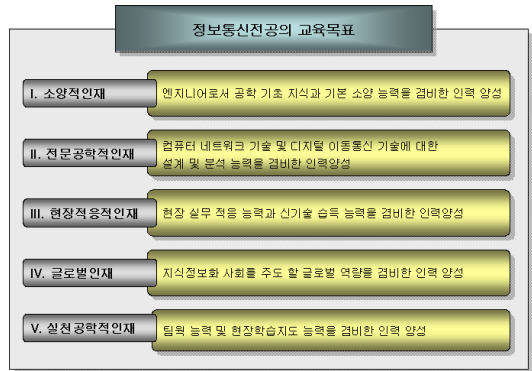 정보통신전공의 교육목표
I. 소양적인재
엔지니어로서 공학 기초 지식과 기본 소양 능력을 겸비한 인력 양성
II. 전문공학적인재
컴퓨터 네트워크 기술 및 디지털 이동통신 기술에 대한
설계 및 분석 능력을 겸비한 인력양성
III. 현장적응적인재
현장 실무 적응 능력과 신기술 습득 능력을 겸비한 인력양성
IV. 글로벌인재
지식정보화 사회를 주도 할 글로벌 역량을 겸비한 인력 양성
V. 실천공학적인재
팀웍 능력 및 현장학습지도 능력을 겸비한 인력 양성